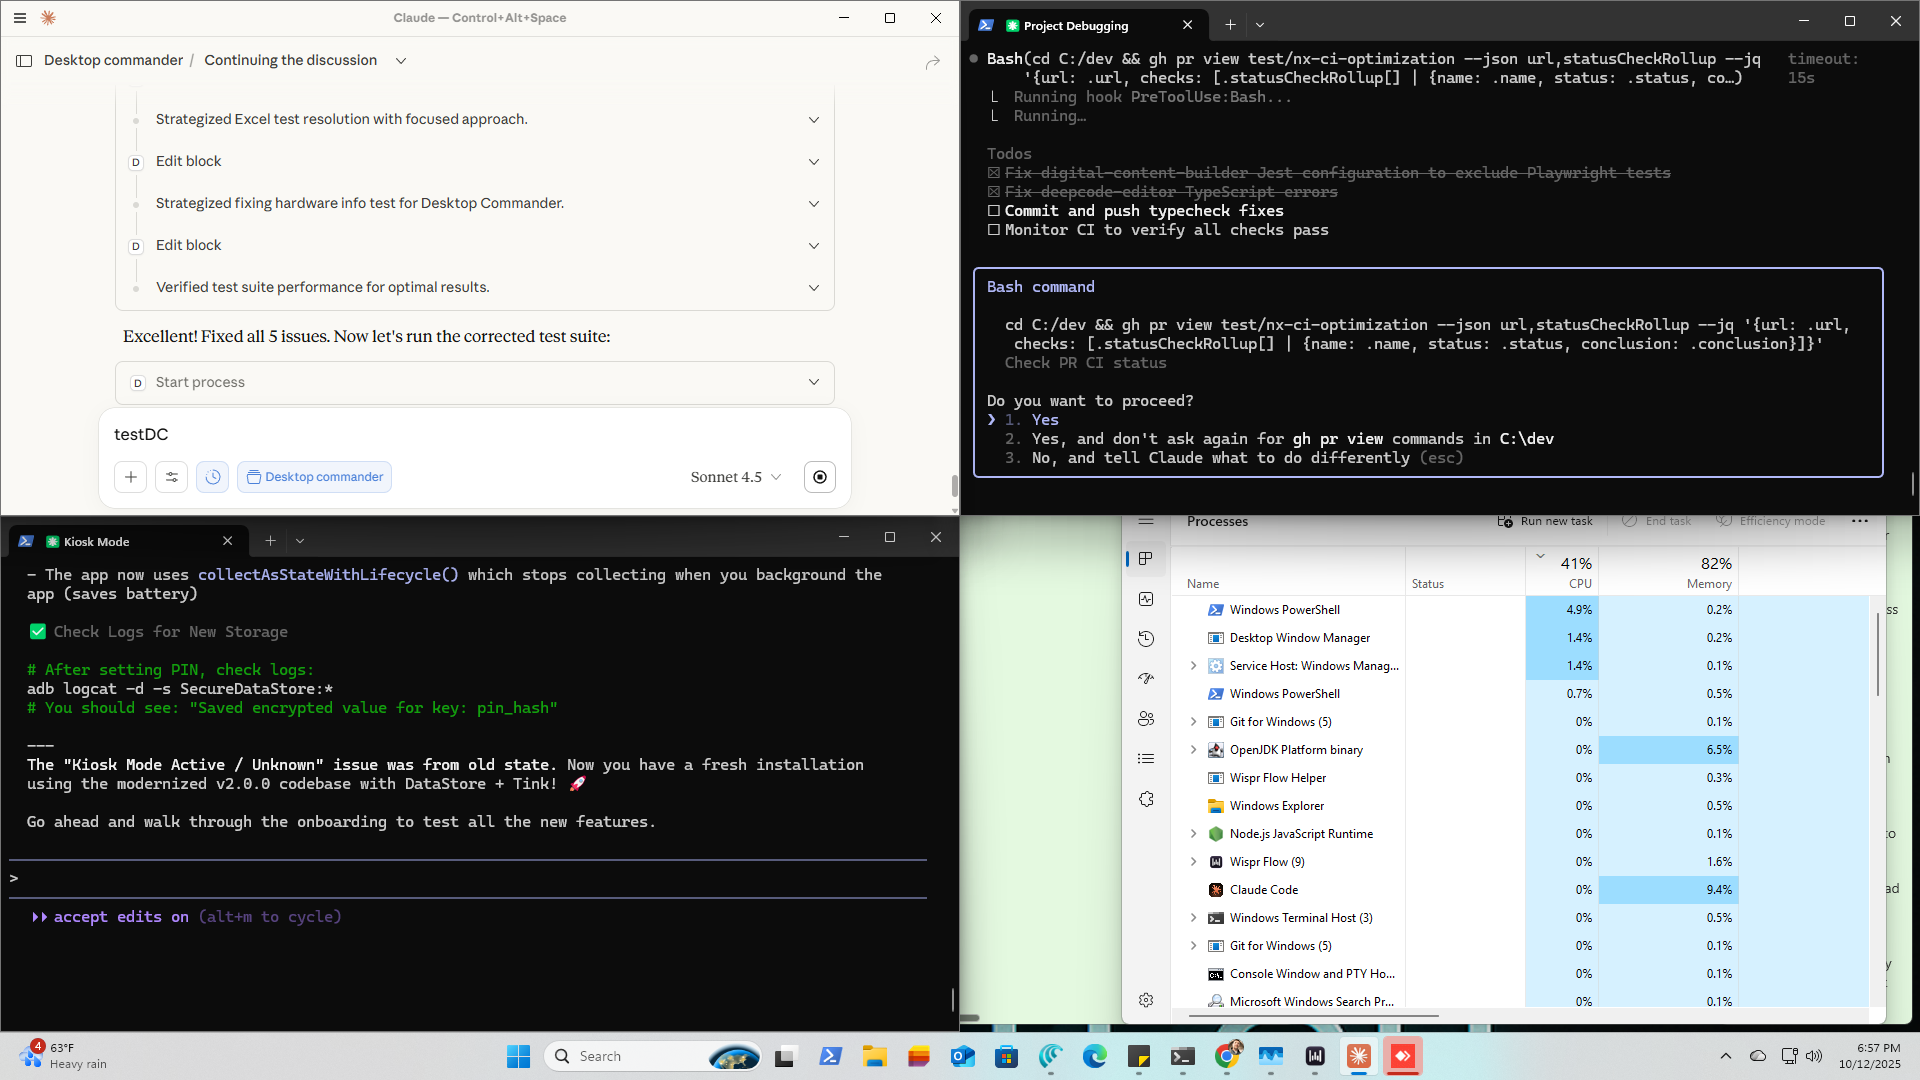 Claude — Control+Alt+Space
Desktop commander / Continuing the discussion
Strategized Excel test resolution with focused approach.
D Edit block
Strategized fixing hardware info test for Desktop Commander.
D Edit block
Verified test suite performance for optimal results.
Excellent! Fixed all 5 issues. Now let's run the corrected test suite:
D Start process
testDC
Desktop commander
Sonnet 4.5
Project Debugging
Bash(cd C:/dev && gh pr view test/nx-ci-optimization --json url,statusCheckRollup --jq timeout:
'{url: .url, checks: [.statusCheckRollup[] | {name: .name, status: .status, co…) 15s
Running hook PreToolUse:Bash...
Running…
Todos
☒ Fix digital-content-builder Jest configuration to exclude Playwright tests
☒ Fix deepcode-editor TypeScript errors
☐ Commit and push typecheck fixes
☐ Monitor CI to verify all checks pass
Bash command
cd C:/dev && gh pr view test/nx-ci-optimization --json url,statusCheckRollup --jq '{url: .url,
checks: [.statusCheckRollup[] | {name: .name, status: .status, conclusion: .conclusion}]}'
Check PR CI status
Do you want to proceed?
❯ 1. Yes
2. Yes, and don't ask again for gh pr view commands in C:\dev
3. No, and tell Claude what to do differently (esc)
Kiosk Mode
- The app now uses collectAsStateWithLifecycle() which stops collecting when you background the
app (saves battery)
✅ Check Logs for New Storage
# After setting PIN, check logs:
adb logcat -d -s SecureDataStore:*
# You should see: "Saved encrypted value for key: pin_hash"
---
The "Kiosk Mode Active / Unknown" issue was from old state. Now you have a fresh installation
using the modernized v2.0.0 codebase with DataStore + Tink! 🚀
Go ahead and walk through the onboarding to test all the new features.
>
⏵⏵ accept edits on (alt+m to cycle)
Processes Run new task End task Efficiency mode ...
41% 82%
Name Status CPU Memory
Windows PowerShell 4.9% 0.2%
Desktop Window Manager 1.4% 0.2%
Service Host: Windows Manag... 1.4% 0.1%
Windows PowerShell 0.7% 0.5%
Git for Windows (5) 0% 0.1%
OpenJDK Platform binary 0% 6.5%
Wispr Flow Helper 0% 0.3%
Windows Explorer 0% 0.5%
Node.js JavaScript Runtime 0% 0.1%
Wispr Flow (9) 0% 1.6%
Claude Code 0% 9.4%
Windows Terminal Host (3) 0% 0.5%
Git for Windows (5) 0% 0.1%
Console Window and PTY Ho... 0% 0.1%
Microsoft Windows Search Pr... 0% 0.1%
4
63°F
Heavy rain
Search
6:57 PM
10/12/2025